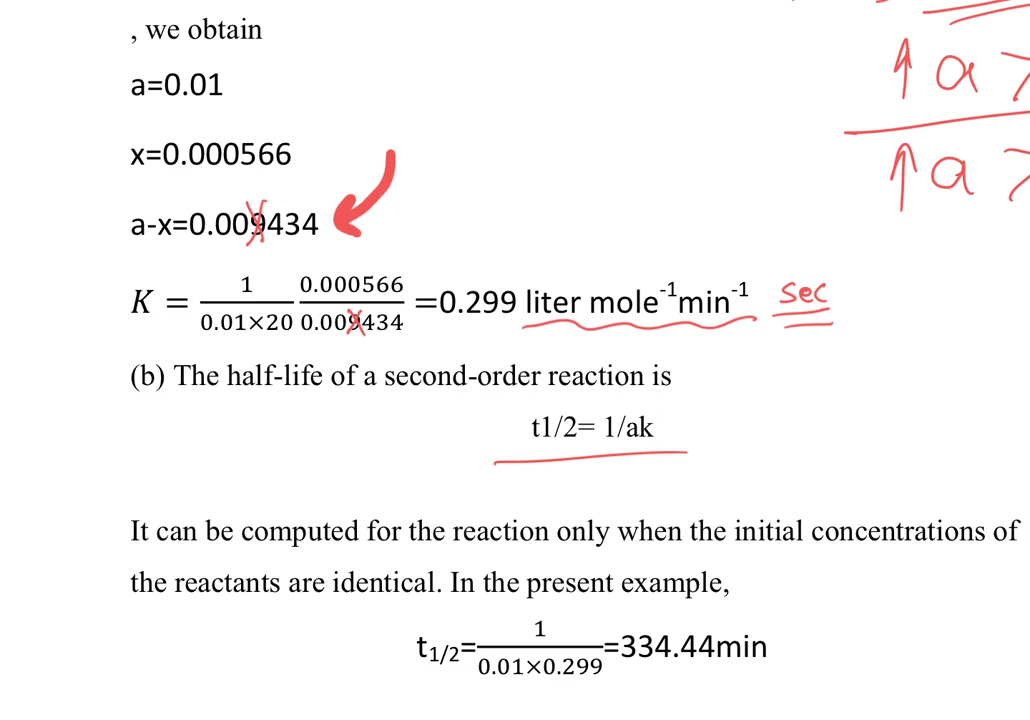 ↑ a >
↑ a >
, we obtain
a=0.01
x=0.000566
a-x=0.009434
K = 1/(0.01×20) 0.000566/0.009434 =0.299 liter mole⁻¹min⁻¹ sec
(b) The half-life of a second-order reaction is
t1/2= 1/ak
It can be computed for the reaction only when the initial concentrations of
the reactants are identical. In the present example,
t₁/₂= 1/(0.01×0.299) =334.44min